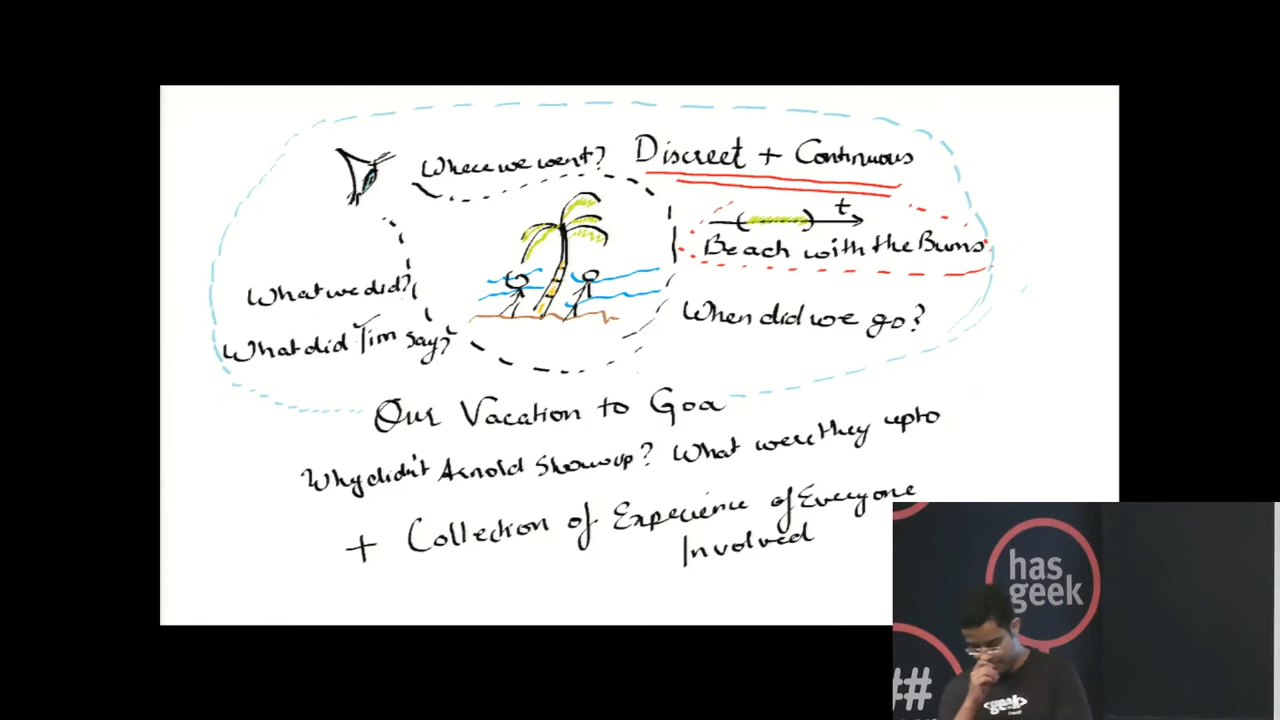 Where we went? Discreet + Continuous
t
Beach with the Bums
What we did?
When did we go?
What did Tim say?
Our Vacation to Goa
Why didn't Arnold Showup? What were they upto
+ Collection of Experience of Everyone
Involved
has
geek
##
<geek>